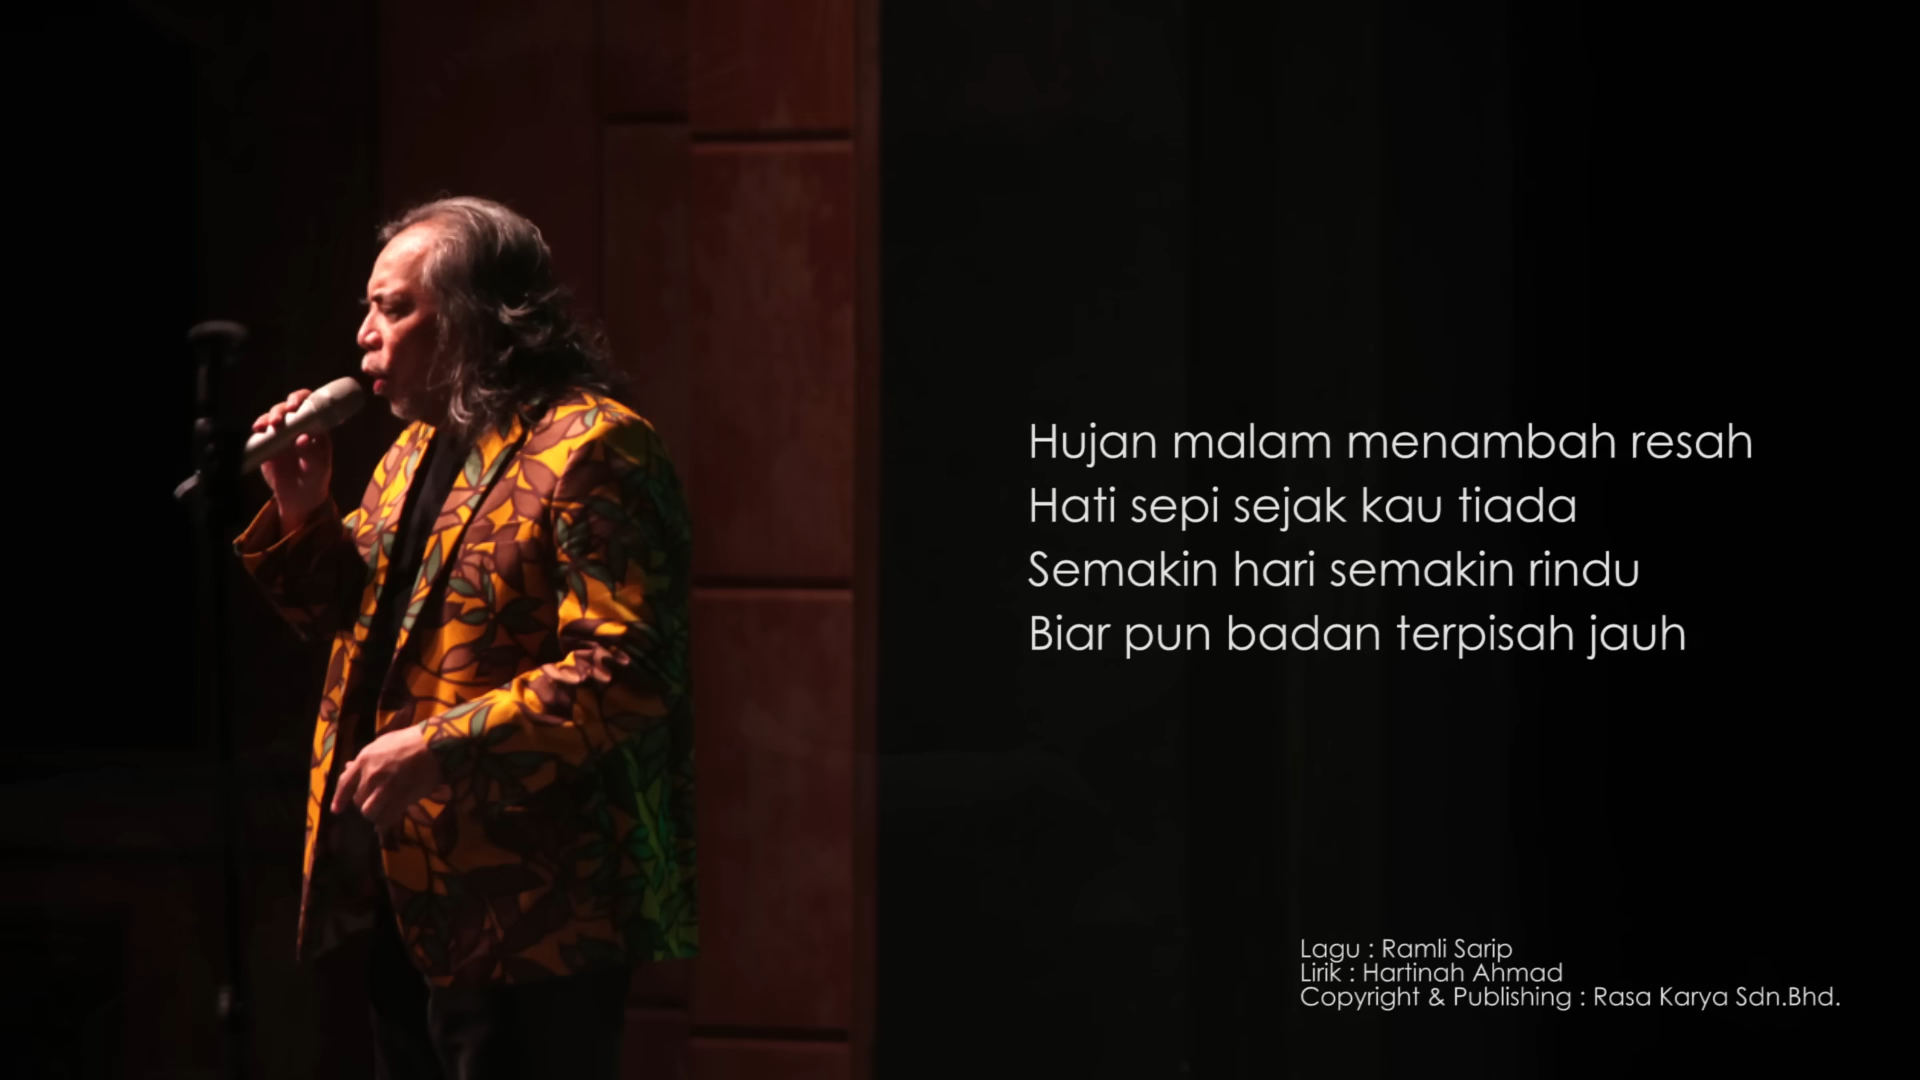 Hujan malam menambah resah
Hati sepi sejak kau tiada
Semakin hari semakin rindu
Biar pun badan terpisah jauh
Lagu : Ramli Sarip
Lirik : Hartinah Ahmad
Copyright & Publishing : Rasa Karya Sdn.Bhd.